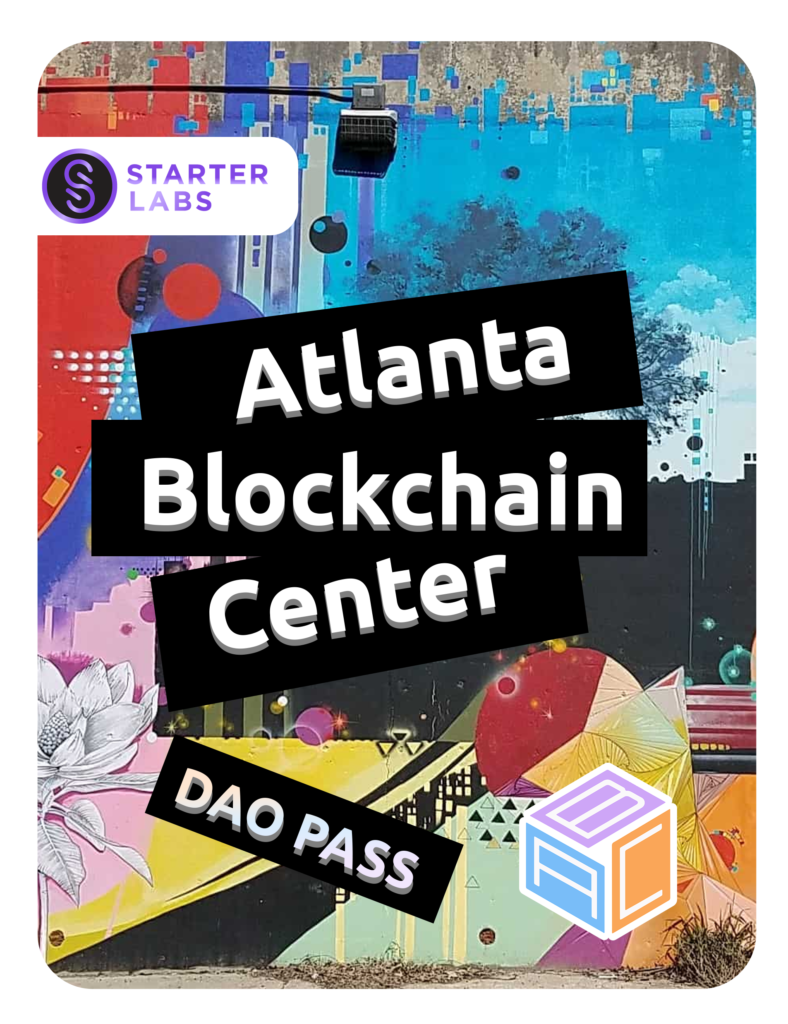 STARTER
LABS
Atlanta
Blockchain
Center
DAO PASS
B
A C